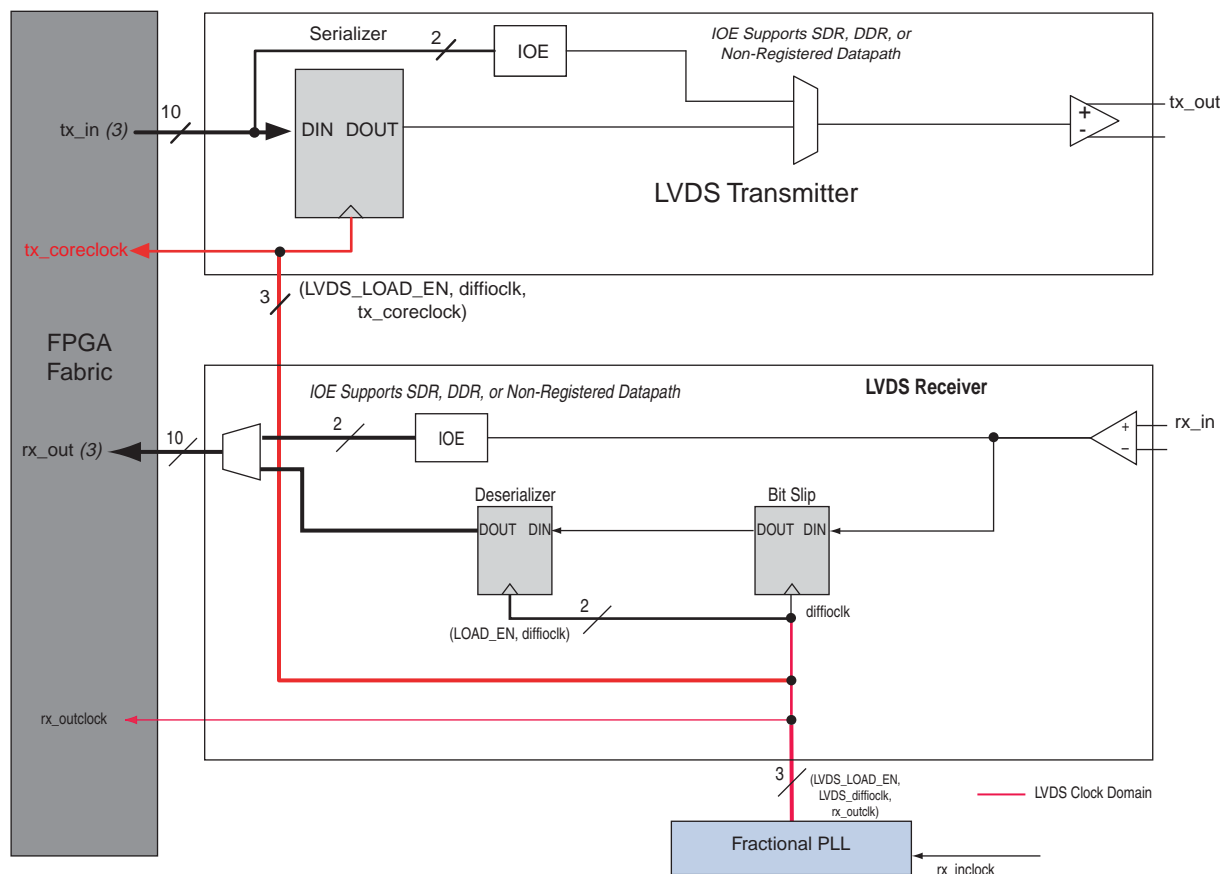 Serializer
2
IOE
IOE Supports SDR, DDR, or
Non-Registered Datapath
tx_in (3)
10
DIN DOUT
+
-
tx_out
LVDS Transmitter
tx_coreclock
3
(LVDS_LOAD_EN, diffioclk,
tx_coreclock)
FPGA
Fabric
IOE Supports SDR, DDR, or Non-Registered Datapath
LVDS Receiver
2
IOE
+
–
rx_in
rx_out (3)
10
Deserializer
DOUT DIN
Bit Slip
DOUT DIN
2
(LOAD_EN, diffioclk)
diffioclk
rx_outclock
3
(LVDS_LOAD_EN,
LVDS_diffioclk,
rx_outclk)
LVDS Clock Domain
Fractional PLL
rx_inclock